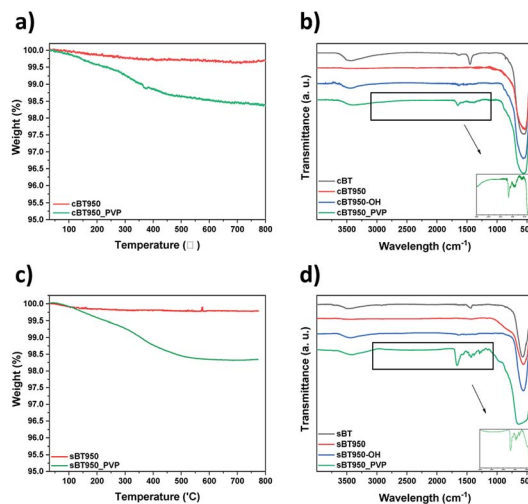 a)
100.0
99.5
99.0
98.5
98.0
97.5
97.0
96.5
96.0
95.5
95.0
Weight (%)
cBT950
cBT950_PVP
0 100 200 300 400 500 600 700 800
Temperature (□)
b)
Transmittance (a. u.)
cBT
cBT950
cBT950-OH
cBT950_PVP
3500 3000 2500 2000 1500 1000 500
Wavelength (cm-1)
c)
100.0
99.5
99.0
98.5
98.0
97.5
97.0
96.5
96.0
95.5
95.0
Weight (%)
sBT950
sBT950_PVP
0 100 200 300 400 500 600 700 800
Temperature (°C)
d)
Transmittance (a. u.)
sBT
sBT950
sBT950-OH
sBT950_PVP
3500 3000 2500 2000 1500 1000 500
Wavelength (cm-1)